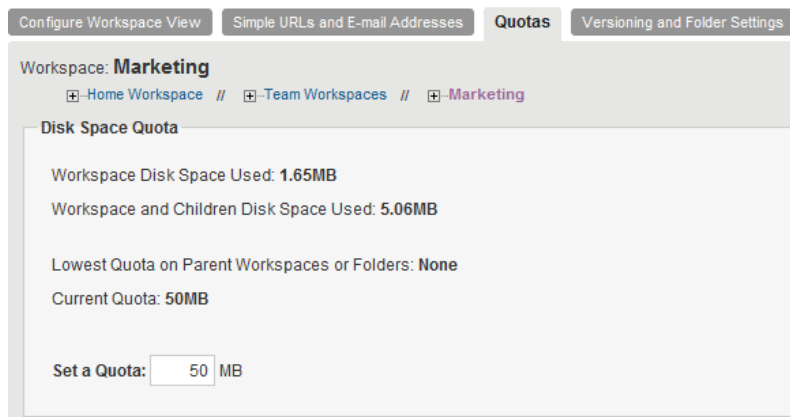 Configure Workspace View Simple URLs and E-mail Addresses Quotas Versioning and Folder Settings
Workspace: Marketing
Home Workspace // Team Workspaces // Marketing
Disk Space Quota
Workspace Disk Space Used: 1.65MB
Workspace and Children Disk Space Used: 5.06MB
Lowest Quota on Parent Workspaces or Folders: None
Current Quota: 50MB
Set a Quota: 50 MB